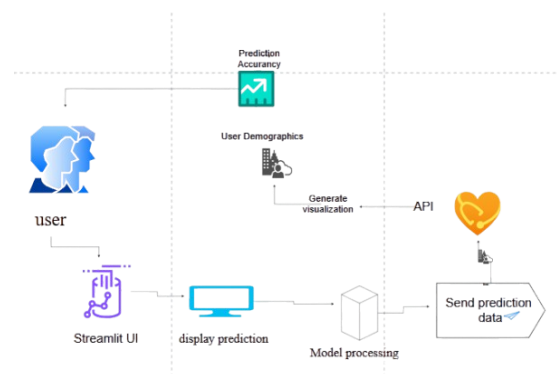 Prediction
Accurancy
User Demographics
Generate
visualization
API
user
Send prediction
data
Streamlit UI
display prediction
Model processing